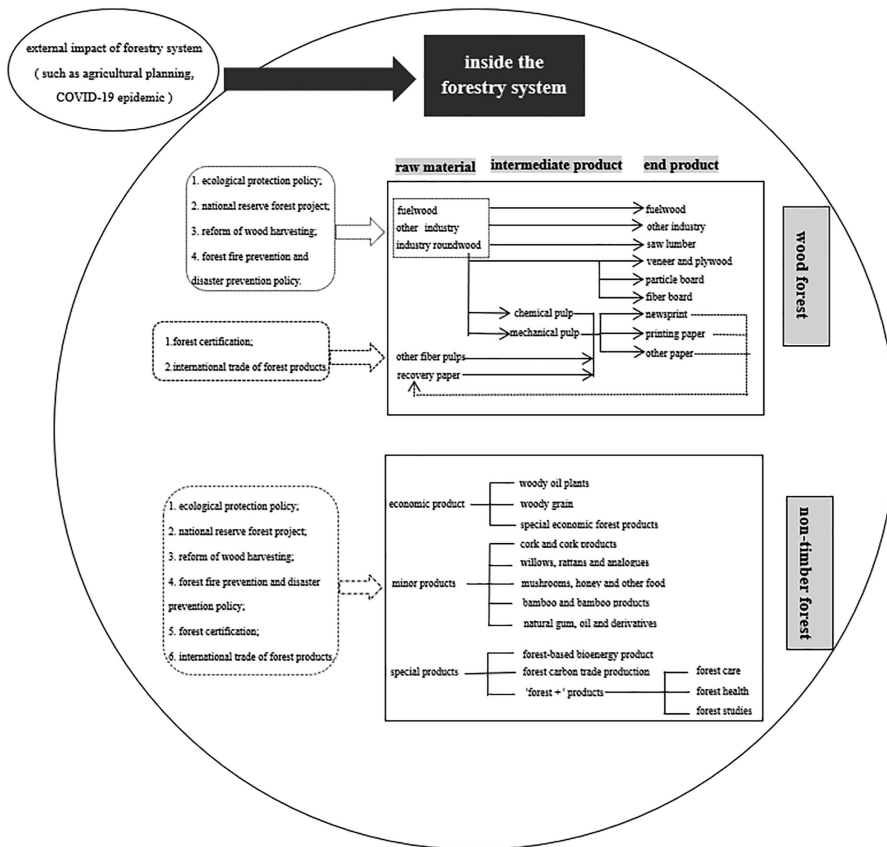 external impact of forestry system
( such as agricultural planning,
COVID-19 epidemic )
inside the
forestry system
raw material
intermediate product
end product
1. ecological protection policy;
2. national reserve forest project;
3. reform of wood harvesting;
4. forest fire prevention and
disaster prevention policy.
fuelwood
other industry
industry roundwood
fuelwood
other industry
saw lumber
veneer and plywood
particle board
fiber board
chemical pulp
mechanical pulp
newsprint
printing paper
other paper
1.forest certification;
2.international trade of forest products
other fiber pulps
recovery paper
wood forest
1. ecological protection policy;
2. national reserve forest project;
3. reform of wood harvesting;
4. forest fire prevention and disaster
prevention policy;
5. forest certification;
6. international trade of forest products
economic product
woody oil plants
woody grain
special economic forest products
minor products
cork and cork products
willows, rattans and analogues
mushrooms, honey and other food
bamboo and bamboo products
natural gum, oil and derivatives
special products
forest-based bioenergy product
forest carbon trade production
'forest +' products
forest care
forest health
forest studies
non-timber forest